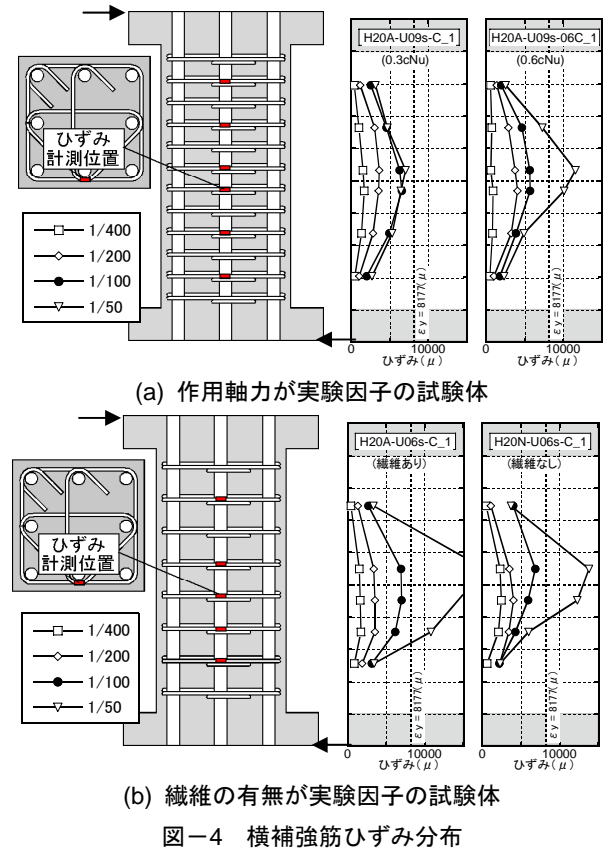 [H20A-U09s-C_1]
(0.3cNu)
[H20A-U09s-06C_1]
(0.6cNu)
ひずみ
計測位置
1/400
1/200
1/100
1/50
εy = 8177(μ)
εy = 8177(μ)
0
10000
0
10000
ひずみ(μ)
ひずみ(μ)
(a) 作用軸力が実験因子の試験体
[H20A-U06s-C_1]
(繊維あり)
[H20N-U06s-C_1]
(繊維なし)
ひずみ
計測位置
1/400
1/200
1/100
1/50
εy = 8177(μ)
εy = 8177(μ)
0
10000
0
10000
ひずみ(μ)
ひずみ(μ)
(b) 繊維の有無が実験因子の試験体
図－4 横補強筋ひずみ分布